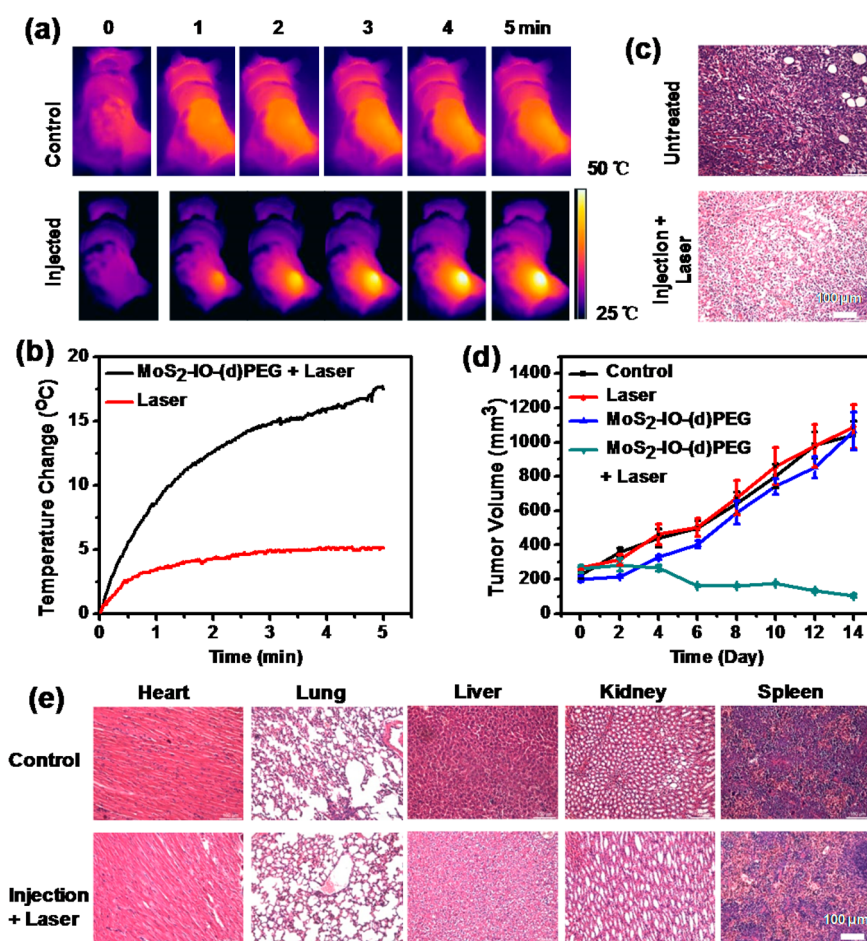 (a)
0 1 2 3 4 5 min
Control
50 ℃
Injected
25 ℃
(c)
Untreated
Injection +
Laser
100 μm
(b)
Temperature Change (ºC)
20
15
10
5
0
MoS2-IO-(d)PEG + Laser
Laser
0 1 2 3 4 5
Time (min)
(d)
Tumor Volume (mm3)
1400
1200
1000
800
600
400
200
0
Control
Laser
MoS2-IO-(d)PEG
MoS2-IO-(d)PEG
+ Laser
0 2 4 6 8 10 12 14
Time (Day)
(e)
Heart Lung Liver Kidney Spleen
Control
Injection
+ Laser
100 μm